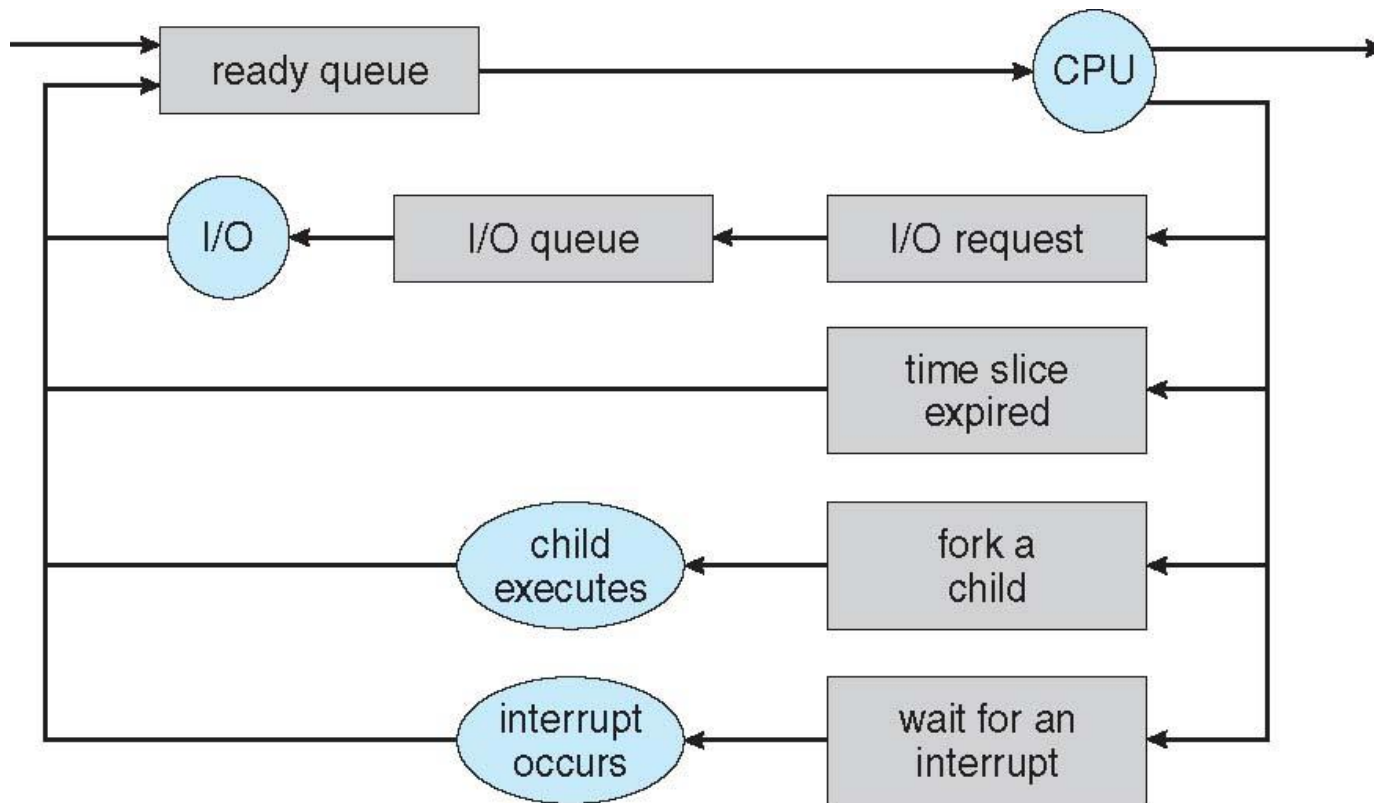 ready queue
CPU
I/O
I/O queue
I/O request
time slice
expired
child
executes
fork a
child
interrupt
occurs
wait for an
interrupt